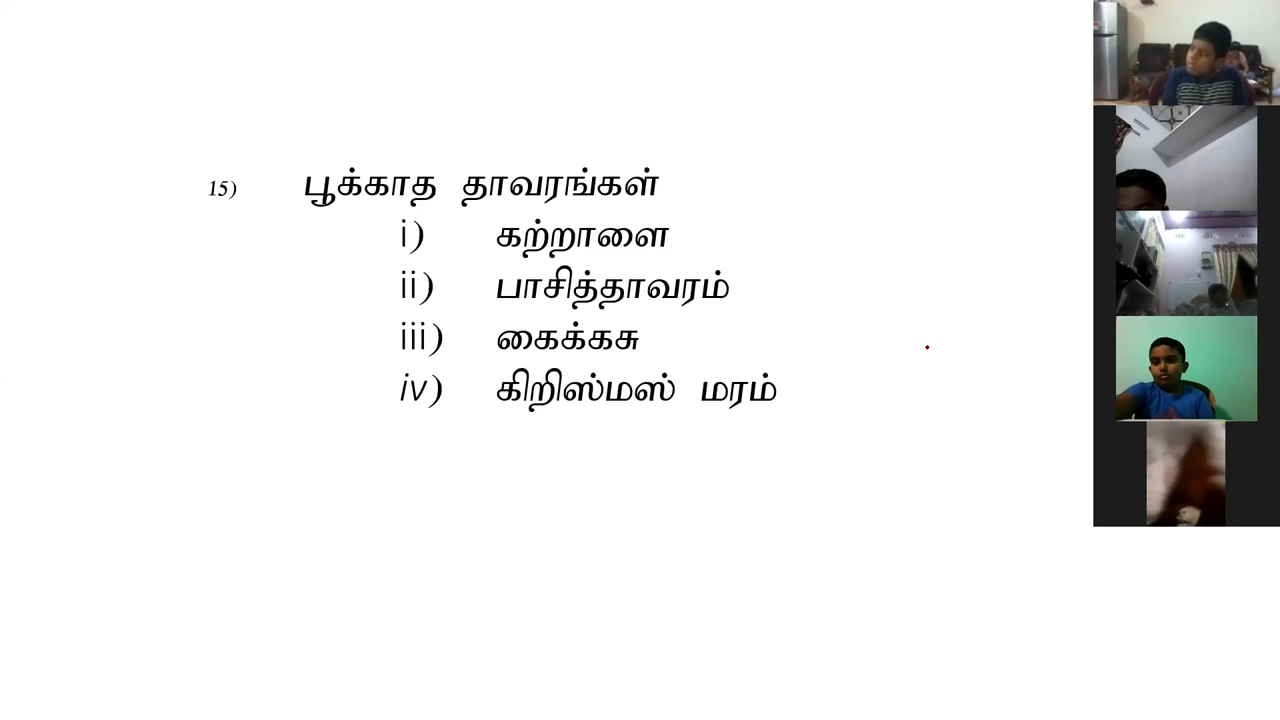 15) பூக்காத தாவரங்கள்
i) கற்றாளை
ii) பாசித்தாவரம்
iii) கைக்கசு
iv) கிறிஸ்மஸ் மரம்